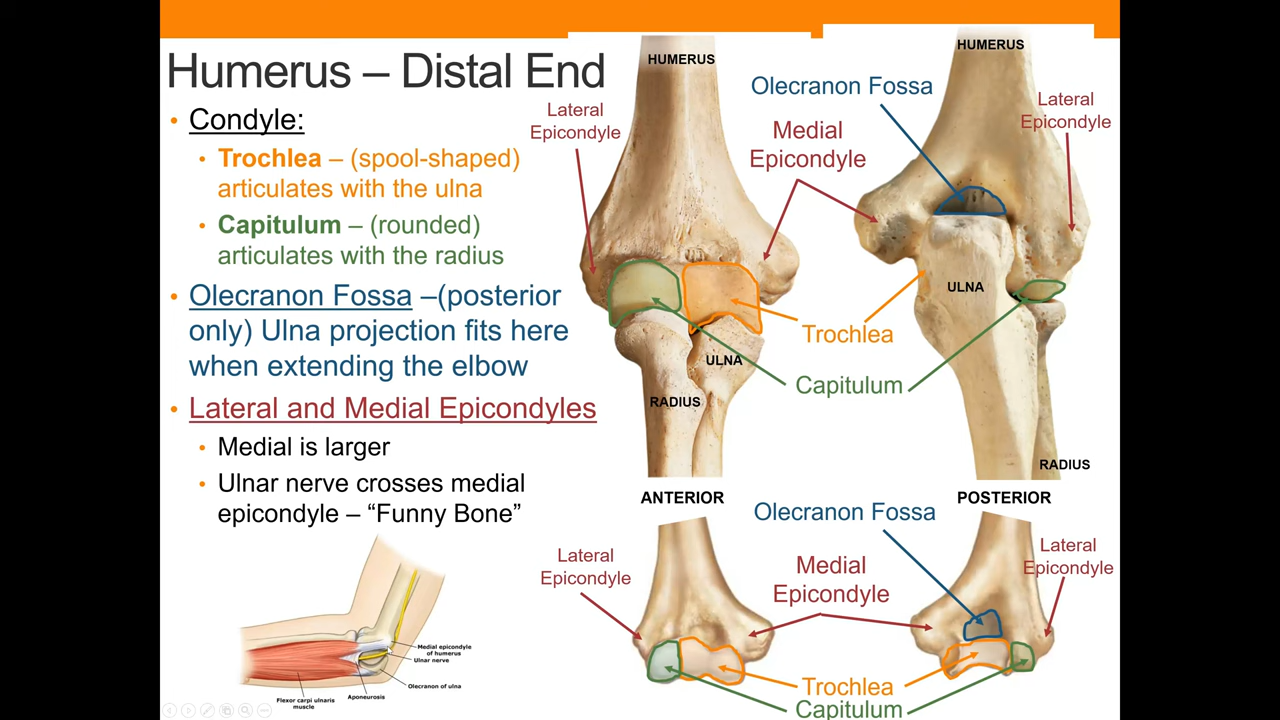 Humerus – Distal End
• Condyle:
• Trochlea – (spool-shaped)
articulates with the ulna
• Capitulum – (rounded)
articulates with the radius
• Olecranon Fossa –(posterior
only) Ulna projection fits here
when extending the elbow
• Lateral and Medial Epicondyles
• Medial is larger
• Ulnar nerve crosses medial
epicondyle – “Funny Bone”
Medial epicondyle
of humerus
Ulnar nerve
Olecranon of ulna
Aponeurosis
Flexor carpi ulnaris
muscle
HUMERUS
Lateral
Epicondyle
Medial
Epicondyle
Olecranon Fossa
HUMERUS
Lateral
Epicondyle
ULNA
Trochlea
ULNA
Capitulum
RADIUS
RADIUS
ANTERIOR
POSTERIOR
Olecranon Fossa
Lateral
Epicondyle
Medial
Epicondyle
Lateral
Epicondyle
Trochlea
Capitulum